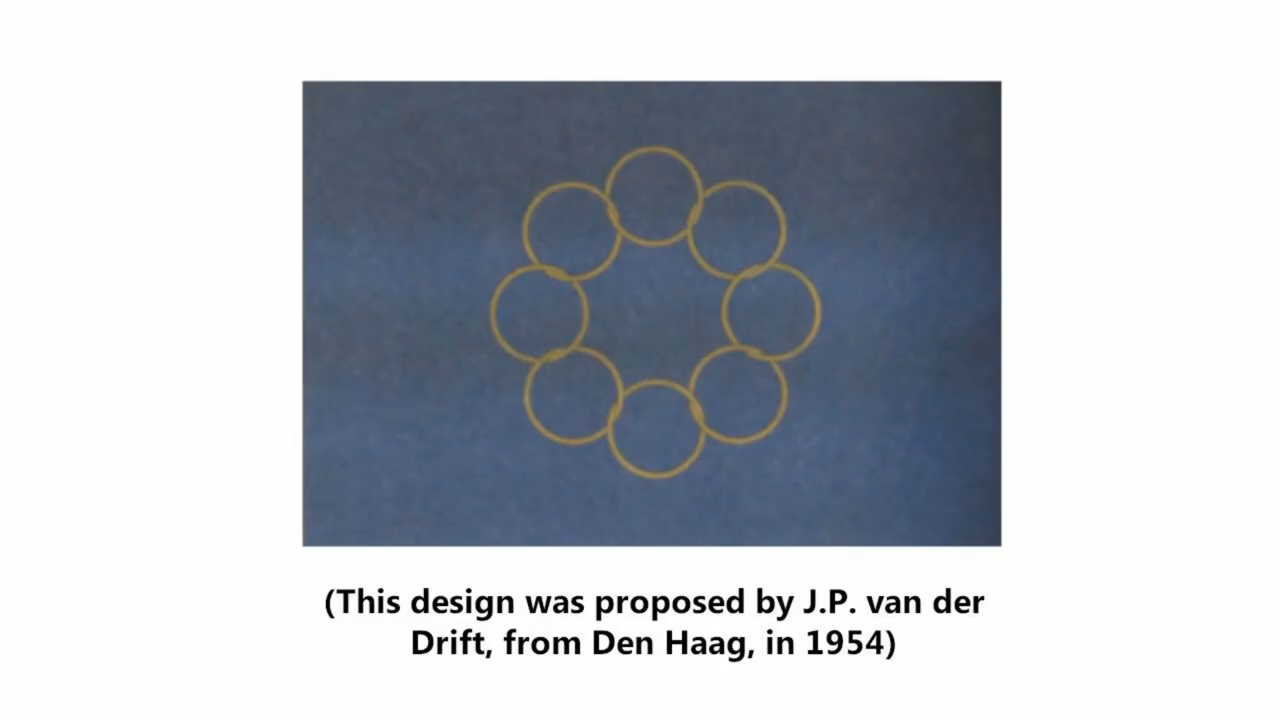 (This design was proposed by J.P. van der
Drift, from Den Haag, in 1954)